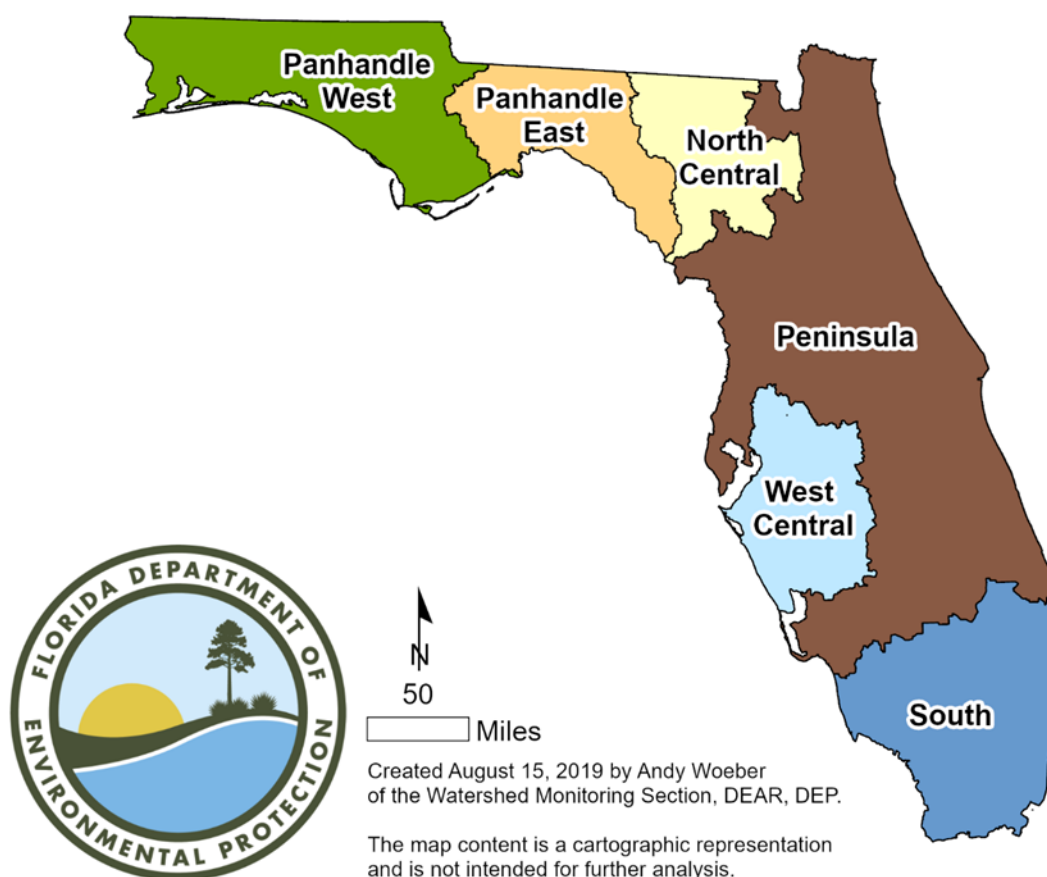 Panhandle
West
Panhandle
East
North
Central
Peninsula
West
Central
South
FLORIDA DEPARTMENT OF
ENVIRONMENTAL PROTECTION
N
50
Miles
Created August 15, 2019 by Andy Woeber
of the Watershed Monitoring Section, DEAR, DEP.
The map content is a cartographic representation
and is not intended for further analysis.